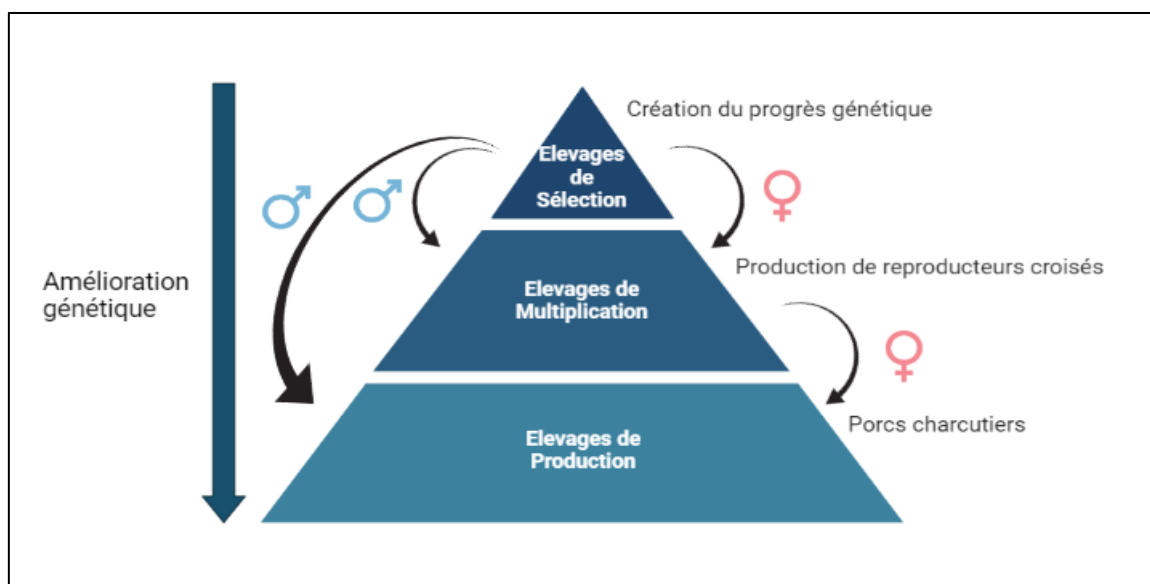 Création du progrès génétique
Elevages
de
Sélection
Production de reproducteurs croisés
Amélioration
génétique
Elevages de
Multiplication
Porcs charcutiers
Elevages de
Production